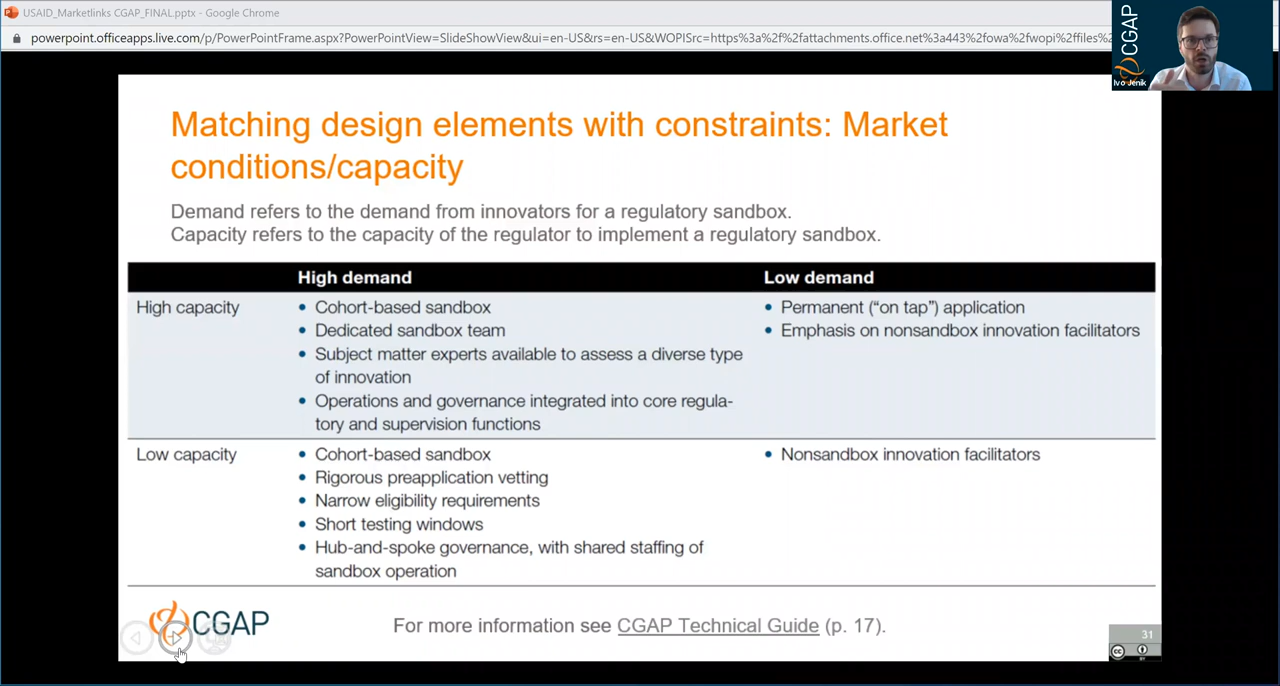 USAID_Marketlinks CGAP_FINAL.pptx - Google Chrome
powerpoint.officeapps.live.com/p/PowerPointFrame.aspx?PowerPointView=SlideShowView&ui=en-US&rs=en-US&WOPISrc=https%3a%2f%2fattachments.office.net%3a443%2fowa%2fwopi%2ffiles%2
CGAP
Ivo Jenik
Matching design elements with constraints: Market
conditions/capacity
Demand refers to the demand from innovators for a regulatory sandbox.
Capacity refers to the capacity of the regulator to implement a regulatory sandbox.
High demand
Low demand
High capacity
• Cohort-based sandbox
• Dedicated sandbox team
• Subject matter experts available to assess a diverse type
of innovation
• Operations and governance integrated into core regula-
tory and supervision functions
• Permanent (“on tap”) application
• Emphasis on nonsandbox innovation facilitators
Low capacity
• Cohort-based sandbox
• Rigorous preapplication vetting
• Narrow eligibility requirements
• Short testing windows
• Hub-and-spoke governance, with shared staffing of
sandbox operation
• Nonsandbox innovation facilitators
CGAP
For more information see CGAP Technical Guide (p. 17).
31
cc
BY